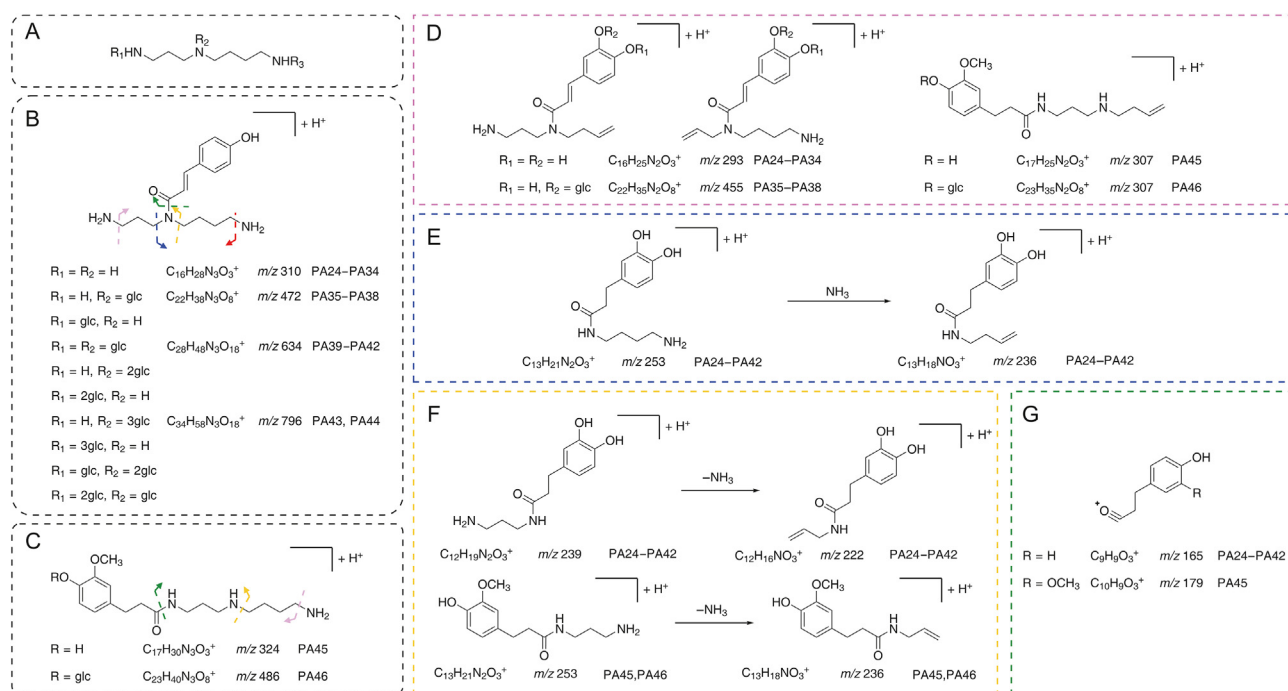 A
R₁HN
R₂
N
NHR₃
B
+ H⁺
OH
O
H₂N
N
NH₂
R₁ = R₂ = H C₁₆H₂₈N₃O₃⁺ m/z 310 PA24–PA34
R₁ = H, R₂ = glc C₂₂H₃₈N₃O₈⁺ m/z 472 PA35–PA38
R₁ = glc, R₂ = H
R₁ = R₂ = glc C₂₈H₄₈N₃O₁₈⁺ m/z 634 PA39–PA42
R₁ = H, R₂ = 2glc
R₁ = 2glc, R₂ = H
R₁ = H, R₂ = 3glc C₃₄H₅₈N₃O₁₈⁺ m/z 796 PA43, PA44
R₁ = 3glc, R₂ = H
R₁ = glc, R₂ = 2glc
R₁ = 2glc, R₂ = glc
C
+ H⁺
OCH₃
RO
O
H
N
H
N
NH₂
R = H C₁₇H₃₀N₃O₃⁺ m/z 324 PA45
R = glc C₂₃H₄₀N₃O₈⁺ m/z 486 PA46
D
OR₂
OR₁
+ H⁺
O
H₂N
N
OR₂
OR₁
+ H⁺
O
N
NH₂
OCH₃
RO
+ H⁺
O
H
N
H
N
R₁ = R₂ = H C₁₆H₂₅N₂O₃⁺ m/z 293 PA24–PA34
R₁ = H, R₂ = glc C₂₂H₃₅N₂O₈⁺ m/z 455 PA35–PA38
R = H C₁₇H₂₅N₂O₃⁺ m/z 307 PA45
R = glc C₂₃H₃₅N₂O₈⁺ m/z 307 PA46
E
OH
OH
+ H⁺
O
HN
NH₂
NH₃
OH
OH
+ H⁺
O
HN
C₁₃H₂₁N₂O₃⁺ m/z 253 PA24–PA42
C₁₃H₁₈NO₃⁺ m/z 236 PA24–PA42
F
OH
OH
+ H⁺
O
H₂N
NH
–NH₃
OH
OH
+ H⁺
O
NH
C₁₂H₁₉N₂O₃⁺ m/z 239 PA24–PA42
C₁₂H₁₆NO₃⁺ m/z 222 PA24–PA42
OCH₃
HO
+ H⁺
O
H
N
NH₂
–NH₃
OCH₃
HO
+ H⁺
O
H
N
C₁₃H₂₁N₂O₃⁺ m/z 253 PA45,PA46
C₁₃H₁₈NO₃⁺ m/z 236 PA45,PA46
G
OH
R
+
O
R = H C₉H₉O₃⁺ m/z 165 PA24–PA42
R = OCH₃ C₁₀H₉O₃⁺ m/z 179 PA45